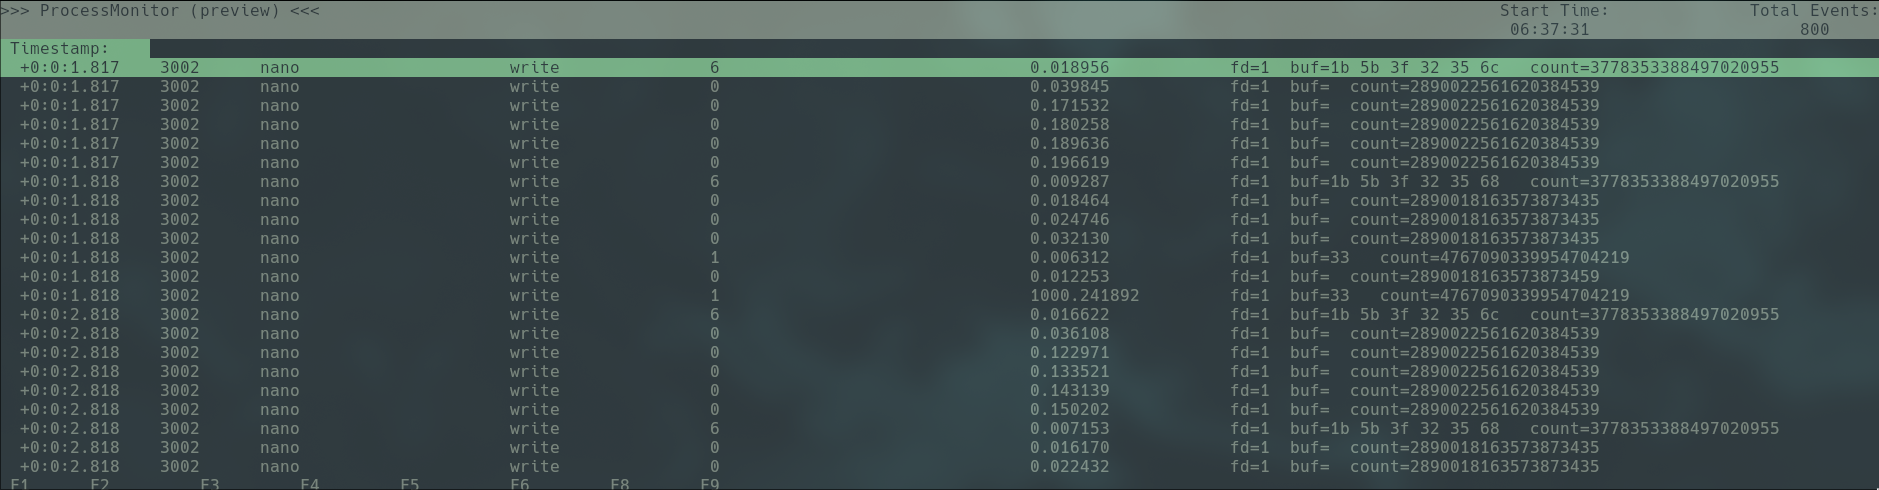 >>> ProcessMonitor (preview) <<< Start Time: Total Events:
06:37:31 800
Timestamp:
+0:0:1.817 3002 nano write 6 0.018956 fd=1 buf=1b 5b 3f 32 35 6c count=3778353388497020955
+0:0:1.817 3002 nano write 0 0.039845 fd=1 buf= count=2890022561620384539
+0:0:1.817 3002 nano write 0 0.171532 fd=1 buf= count=2890022561620384539
+0:0:1.817 3002 nano write 0 0.180258 fd=1 buf= count=2890022561620384539
+0:0:1.817 3002 nano write 0 0.189636 fd=1 buf= count=2890022561620384539
+0:0:1.817 3002 nano write 0 0.196619 fd=1 buf= count=2890022561620384539
+0:0:1.818 3002 nano write 6 0.009287 fd=1 buf=1b 5b 3f 32 35 68 count=3778353388497020955
+0:0:1.818 3002 nano write 0 0.018464 fd=1 buf= count=2890018163573873435
+0:0:1.818 3002 nano write 0 0.024746 fd=1 buf= count=2890018163573873435
+0:0:1.818 3002 nano write 0 0.032130 fd=1 buf= count=2890018163573873435
+0:0:1.818 3002 nano write 1 0.006312 fd=1 buf=33 count=4767090339954704219
+0:0:1.818 3002 nano write 0 0.012253 fd=1 buf= count=2890018163573873459
+0:0:1.818 3002 nano write 1 1000.241892 fd=1 buf=33 count=4767090339954704219
+0:0:2.818 3002 nano write 6 0.016622 fd=1 buf=1b 5b 3f 32 35 6c count=3778353388497020955
+0:0:2.818 3002 nano write 0 0.036108 fd=1 buf= count=2890022561620384539
+0:0:2.818 3002 nano write 0 0.122971 fd=1 buf= count=2890022561620384539
+0:0:2.818 3002 nano write 0 0.133521 fd=1 buf= count=2890022561620384539
+0:0:2.818 3002 nano write 0 0.143139 fd=1 buf= count=2890022561620384539
+0:0:2.818 3002 nano write 0 0.150202 fd=1 buf= count=2890022561620384539
+0:0:2.818 3002 nano write 6 0.007153 fd=1 buf=1b 5b 3f 32 35 68 count=3778353388497020955
+0:0:2.818 3002 nano write 0 0.016170 fd=1 buf= count=2890018163573873435
+0:0:2.818 3002 nano write 0 0.022432 fd=1 buf= count=2890018163573873435
F1 F2 F3 F4 F5 F6 F8 F9